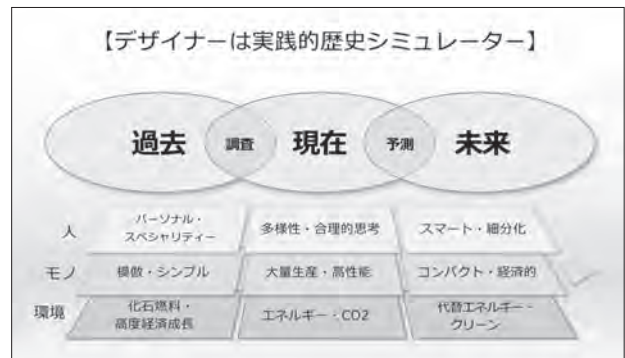 【デザイナーは実践的歴史シミュレーター】
過去 調査 現在 予測 未来
人
パーソナル・
スペシャリティー
多様性・合理的思考
スマート・細分化
モノ
模倣・シンプル
大量生産・高性能
コンパクト・経済的
環境
化石燃料・
高度経済成長
エネルギー・CO2
代替エネルギー・
クリーン